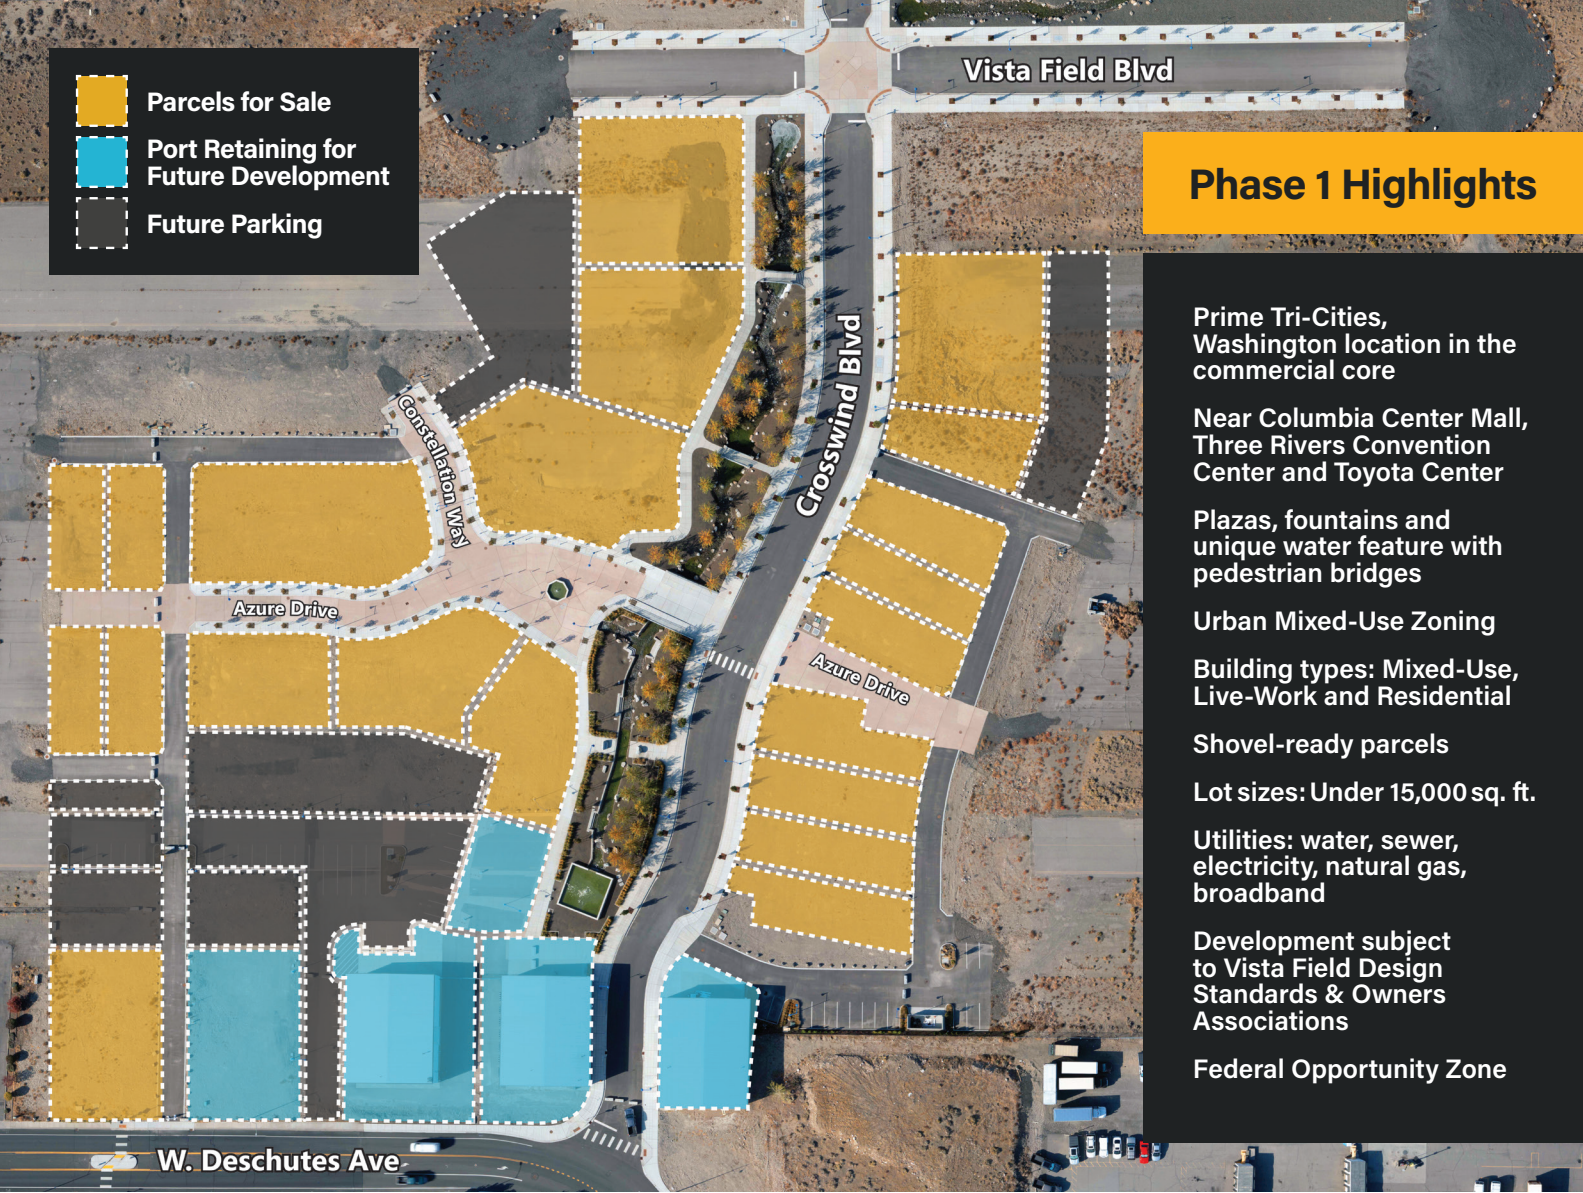 Vista Field Blvd
Parcels for Sale
Port Retaining for
Future Development
Future Parking
Phase 1 Highlights
Prime Tri-Cities,
Washington location in the
commercial core
Near Columbia Center Mall,
Three Rivers Convention
Center and Toyota Center
Plazas, fountains and
unique water feature with
pedestrian bridges
Urban Mixed-Use Zoning
Building types: Mixed-Use,
Live-Work and Residential
Shovel-ready parcels
Lot sizes: Under 15,000 sq. ft.
Utilities: water, sewer,
electricity, natural gas,
broadband
Development subject
to Vista Field Design
Standards & Owners
Associations
Federal Opportunity Zone
Crosswind Blvd
Constellation Way
Azure Drive
Azure Drive
W. Deschutes Ave